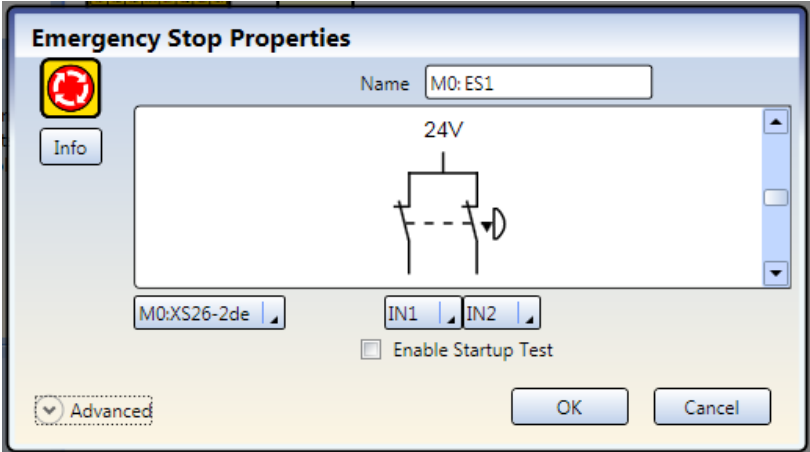 Emergency Stop Properties
Name M0: ES1
Info
24V
M0:XS26-2de IN1 IN2
Enable Startup Test
Advanced OK Cancel